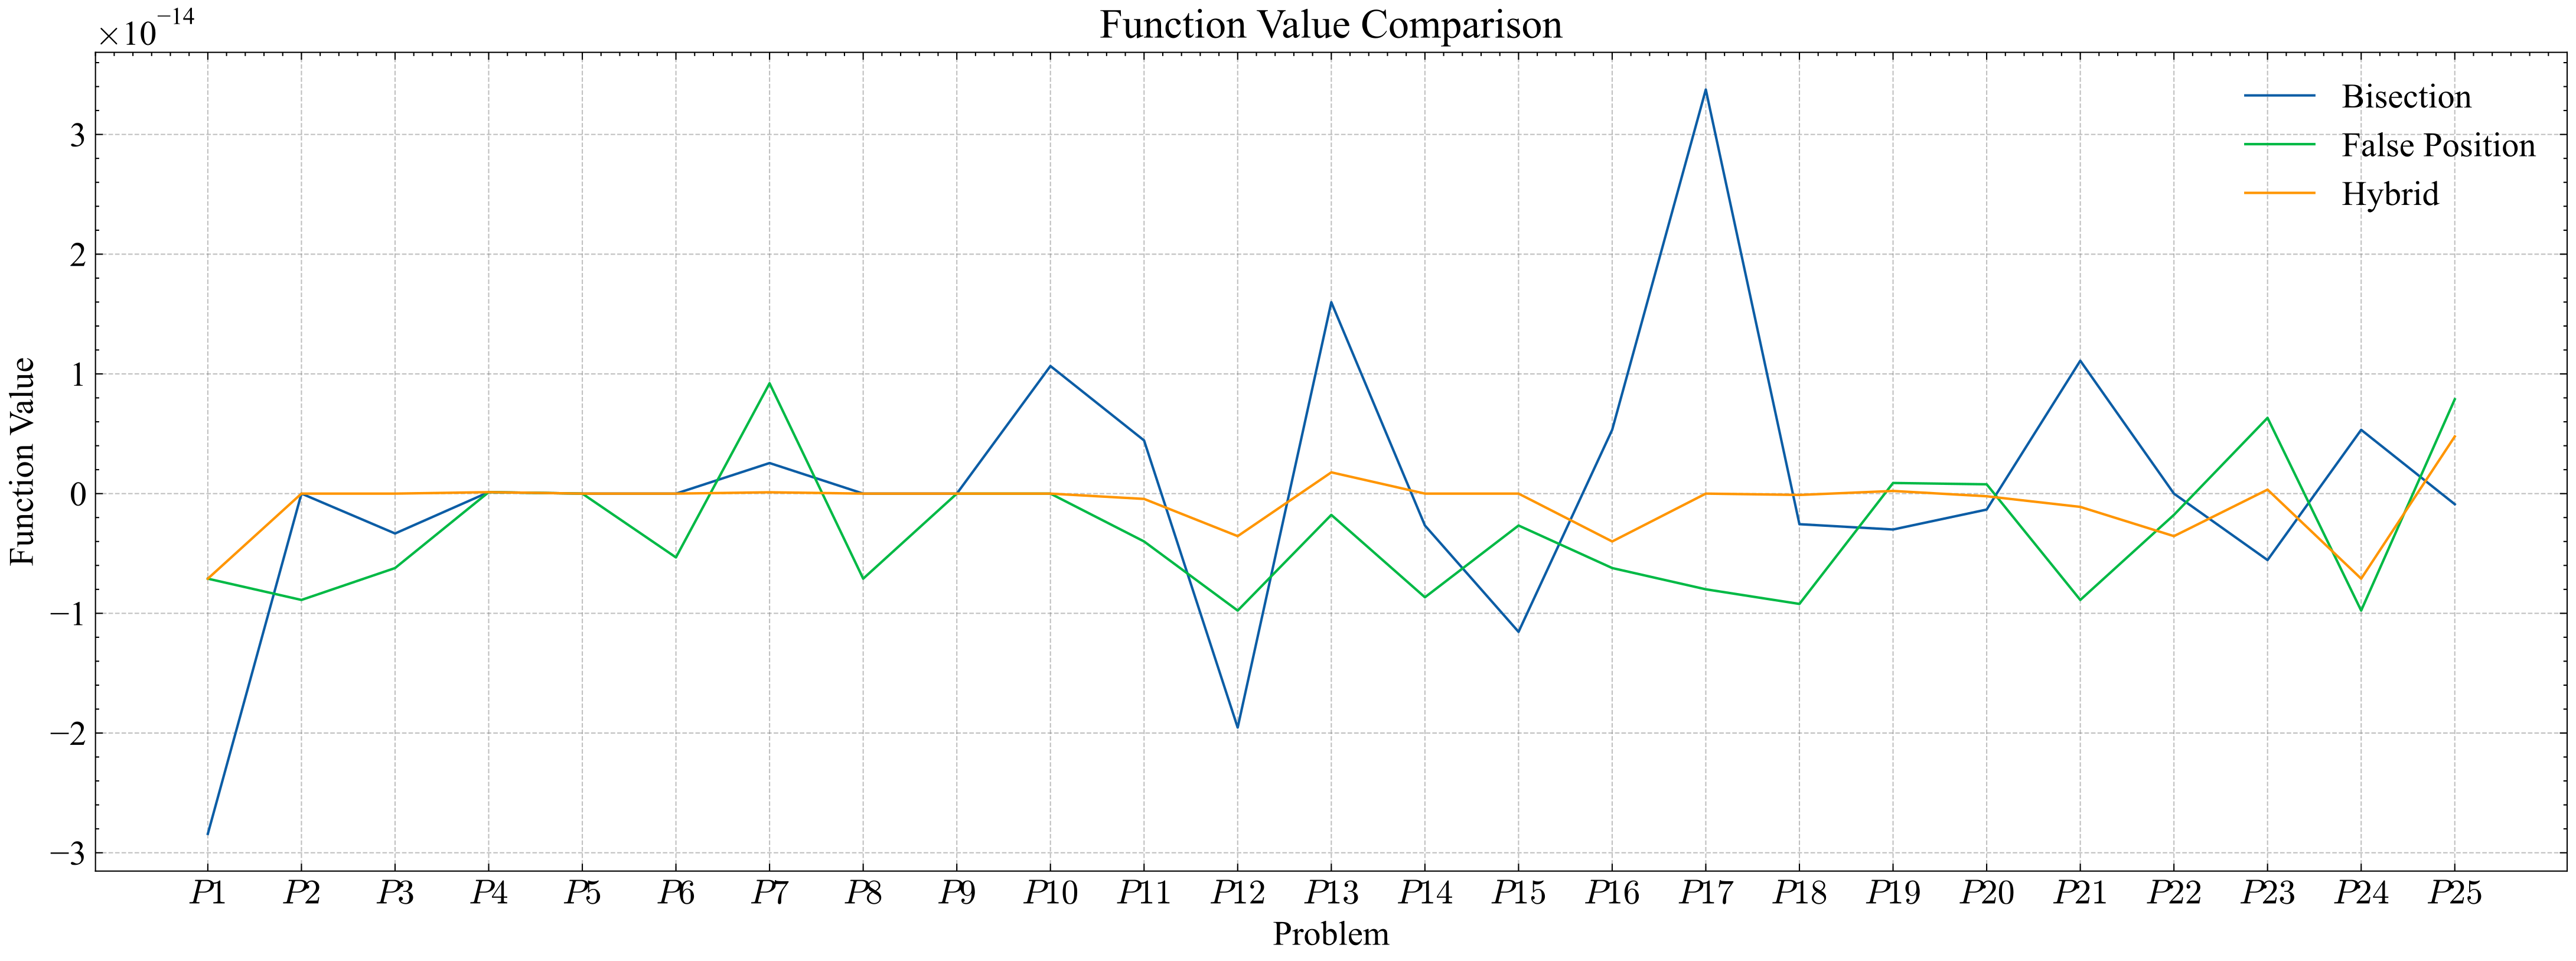 ×10⁻¹⁴
Function Value Comparison
Bisection
False Position
Hybrid
Function Value
3
2
1
0
−1
−2
−3
P1 P2 P3 P4 P5 P6 P7 P8 P9 P10 P11 P12 P13 P14 P15 P16 P17 P18 P19 P20 P21 P22 P23 P24 P25
Problem